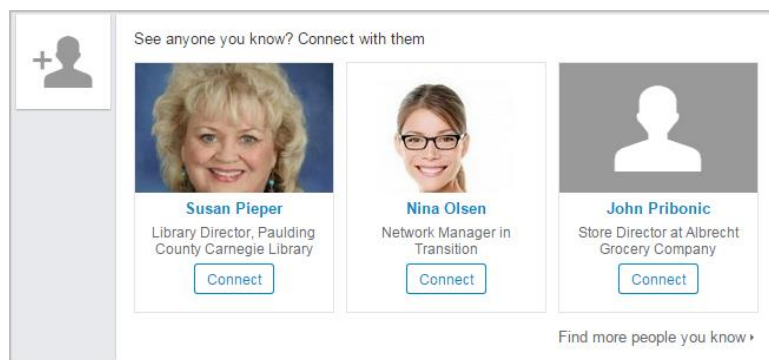 See anyone you know? Connect with them
Susan Pieper
Library Director, Paulding
County Carnegie Library
Connect
Nina Olsen
Network Manager in
Transition
Connect
John Pribonic
Store Director at Albrecht
Grocery Company
Connect
Find more people you know ›